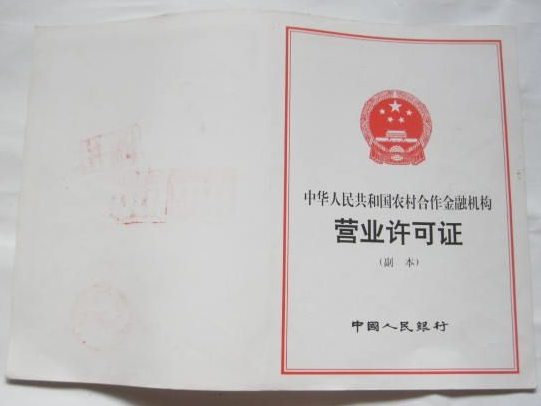 中华人民共和国农村合作金融机构
营业许可证
（副 本）
中國人民銀行